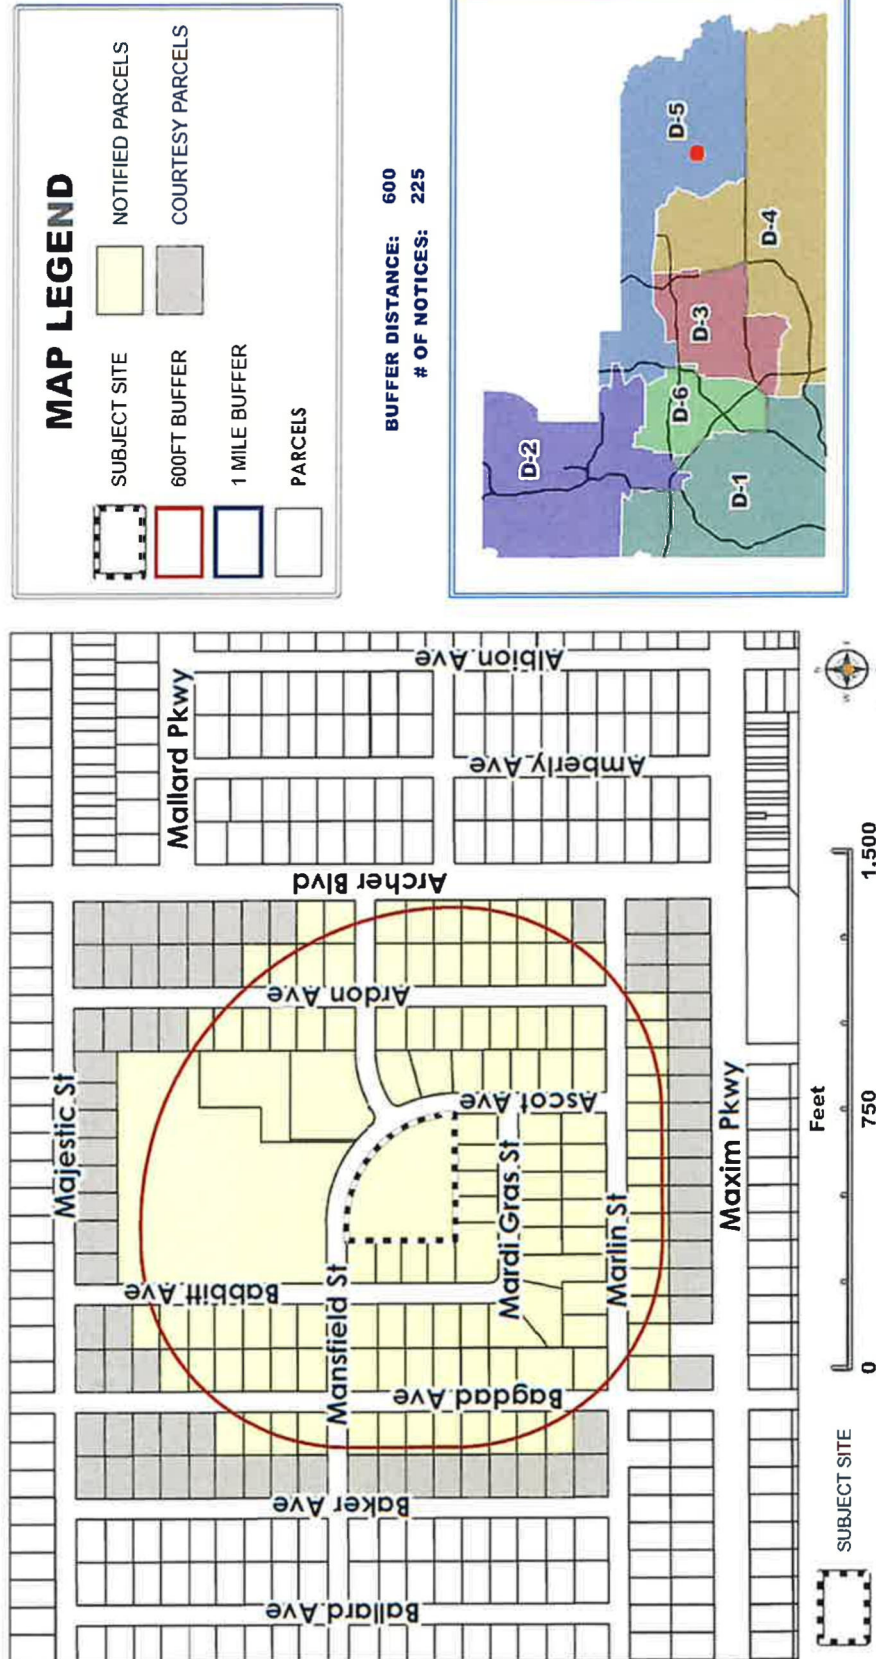 MAP LEGEND
SUBJECT SITE
NOTIFIED PARCELS
600FT BUFFER
COURTESY PARCELS
1 MILE BUFFER
PARCELS
BUFFER DISTANCE: 600
# OF NOTICES: 225
D-2
D-5
D-6
D-3
D-4
D-1
Majestic St
Mallard Pkwy
Mansfield St
Mardi Gras St
Marlin St
Maxim Pkwy
Ballard Ave
Baker Ave
Bagdad Ave
Babbitt Ave
Ascot Ave
Ardon Ave
Archer Blvd
Amberly Ave
Albion Ave
SUBJECT SITE
Feet
0
750
1,500
W